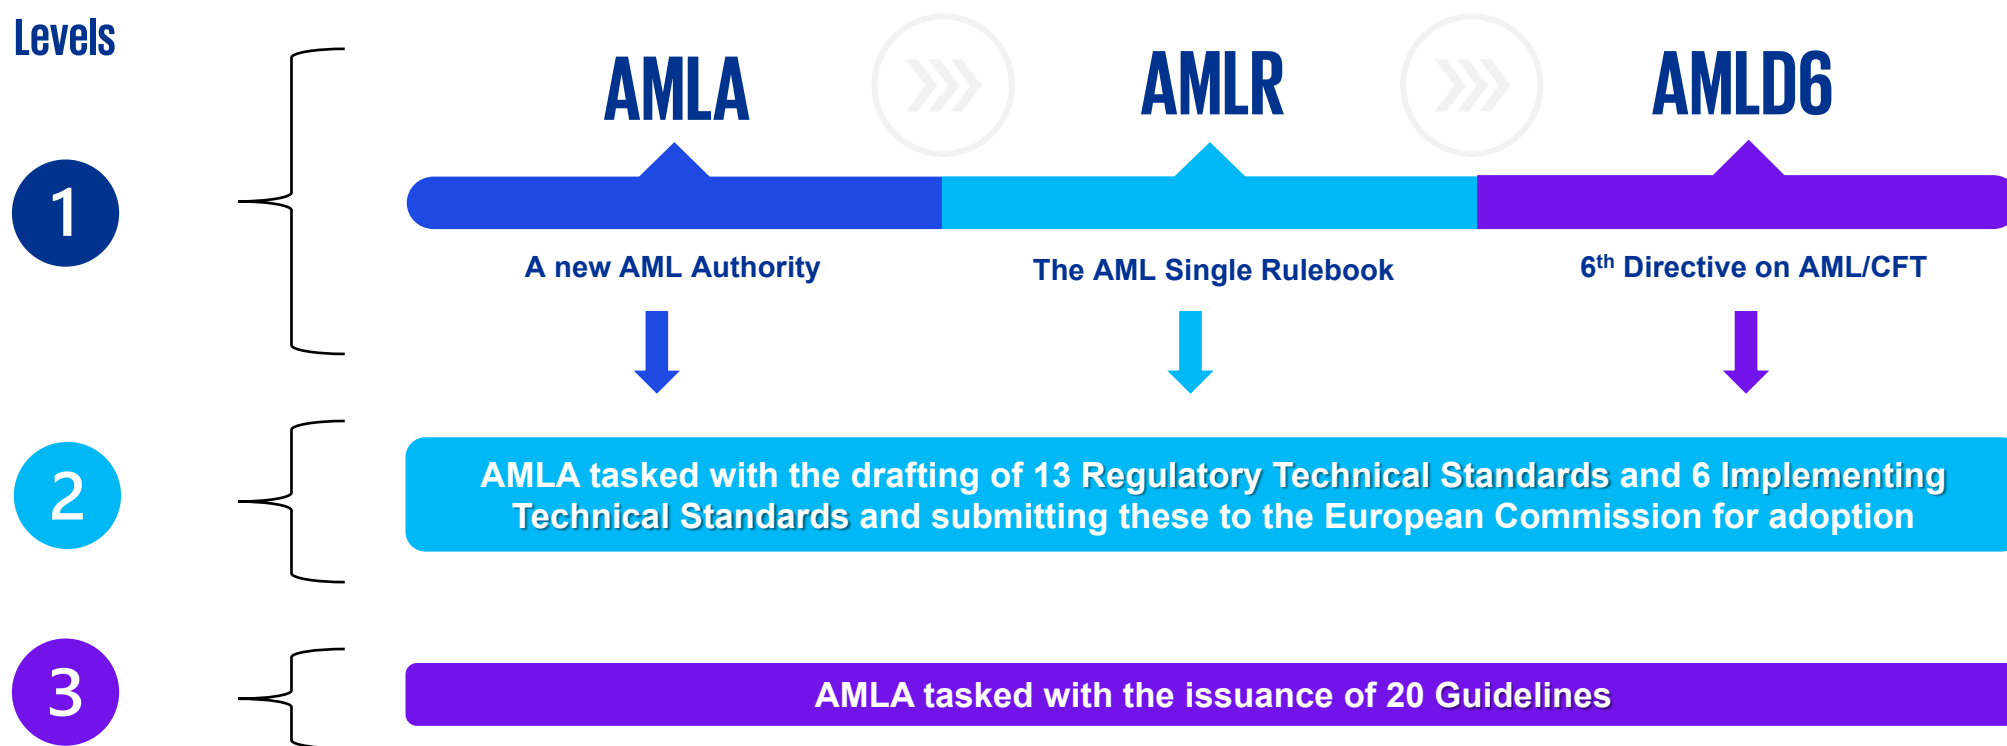 Levels
AMLA
AMLR
AMLD6
1
A new AML Authority
The AML Single Rulebook
6th Directive on AML/CFT
2
AMLA tasked with the drafting of 13 Regulatory Technical Standards and 6 Implementing
Technical Standards and submitting these to the European Commission for adoption
3
AMLA tasked with the issuance of 20 Guidelines